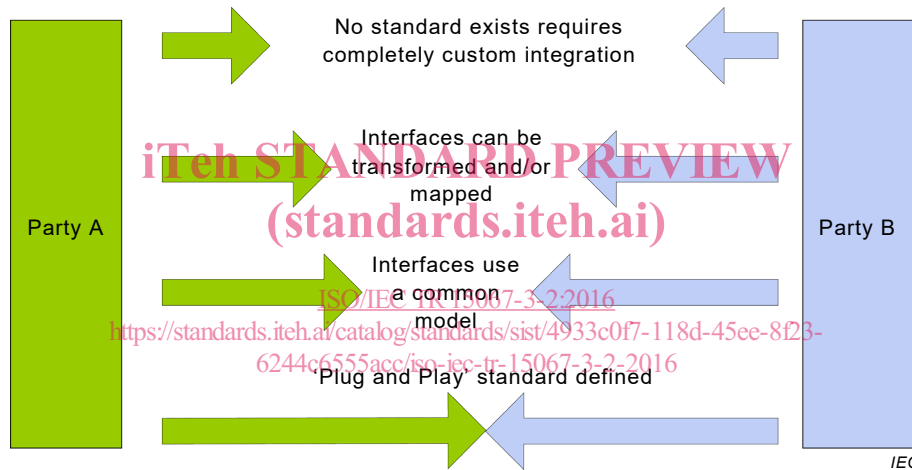 No standard exists requires
completely custom integration
Interfaces can be
transformed and/or
mapped
iTeh STANDARD PREVIEW
(standards.iteh.ai)
Party A
Party B
Interfaces use
a common
model
ISO/IEC TR 15067-3-2:2016
https://standards.iteh.ai/catalog/standards/sist/4933c0f7-118d-45ee-8f23-
6244c6555acc/iso-iec-tr-15067-3-2-2016
‘Plug and Play’ standard defined
IEC